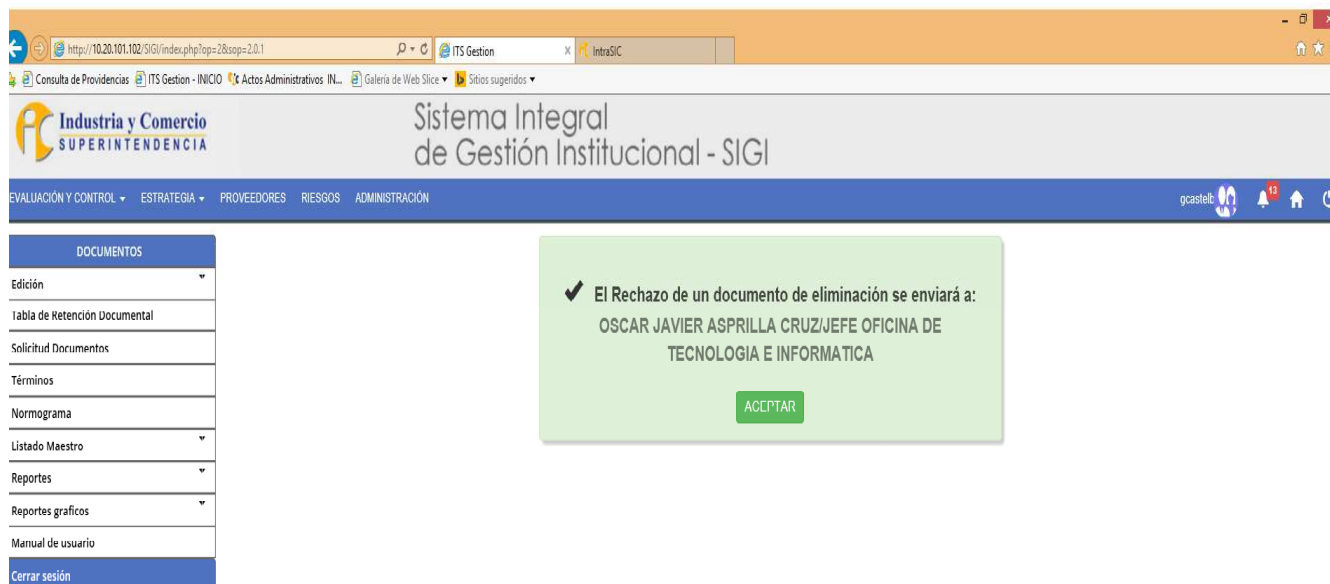 http://10.20.101.102/SIGI/index.php?op=2&sop=2.0.1
ITS Gestion
IntraSIC
Consulta de Providencias
ITS Gestion - INICIO
Actos Administrativos IN...
Galería de Web Slice
Sitios sugeridos
Industria y Comercio
SUPERINTENDENCIA
Sistema Integral
de Gestión Institucional - SIGI
EVALUACIÓN Y CONTROL
ESTRATEGIA
PROVEEDORES
RIESGOS
ADMINISTRACIÓN
gcastelb
13
DOCUMENTOS
Edición
Tabla de Retención Documental
Solicitud Documentos
Términos
Normograma
Listado Maestro
Reportes
Reportes graficos
Manual de usuario
Cerrar sesión
El Rechazo de un documento de eliminación se enviará a:
OSCAR JAVIER ASPRILLA CRUZ/JEFE OFICINA DE
TECNOLOGIA E INFORMATICA
ACEPTAR